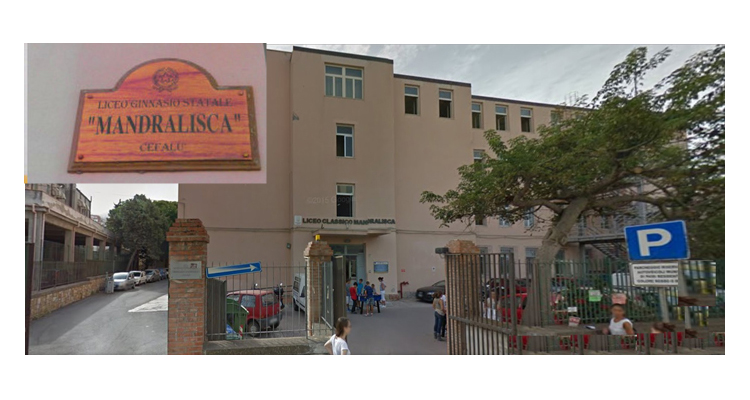 LICEO GINNASIO STATALE
"MANDRALISCA"
CEFALU'
LICEO CLASSICO MANDRALISCA
P